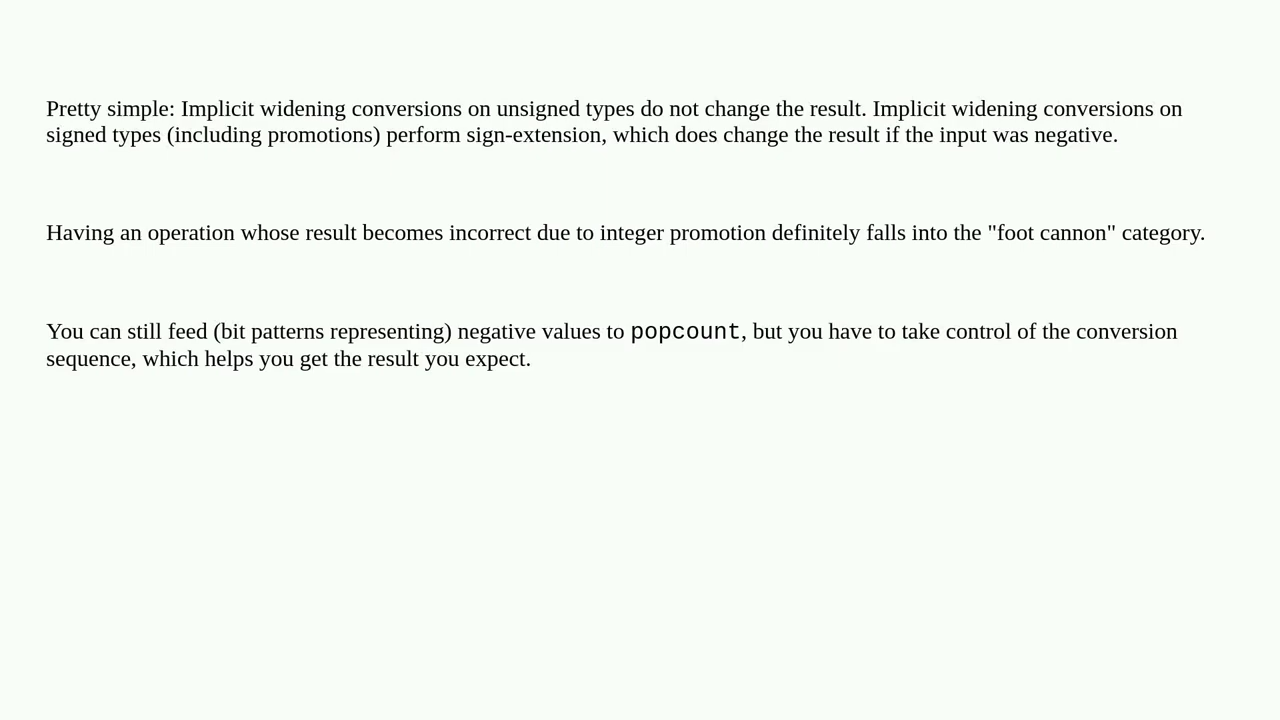 Pretty simple: Implicit widening conversions on unsigned types do not change the result. Implicit widening conversions on
signed types (including promotions) perform sign-extension, which does change the result if the input was negative.
Having an operation whose result becomes incorrect due to integer promotion definitely falls into the "foot cannon" category.
You can still feed (bit patterns representing) negative values to popcount, but you have to take control of the conversion
sequence, which helps you get the result you expect.